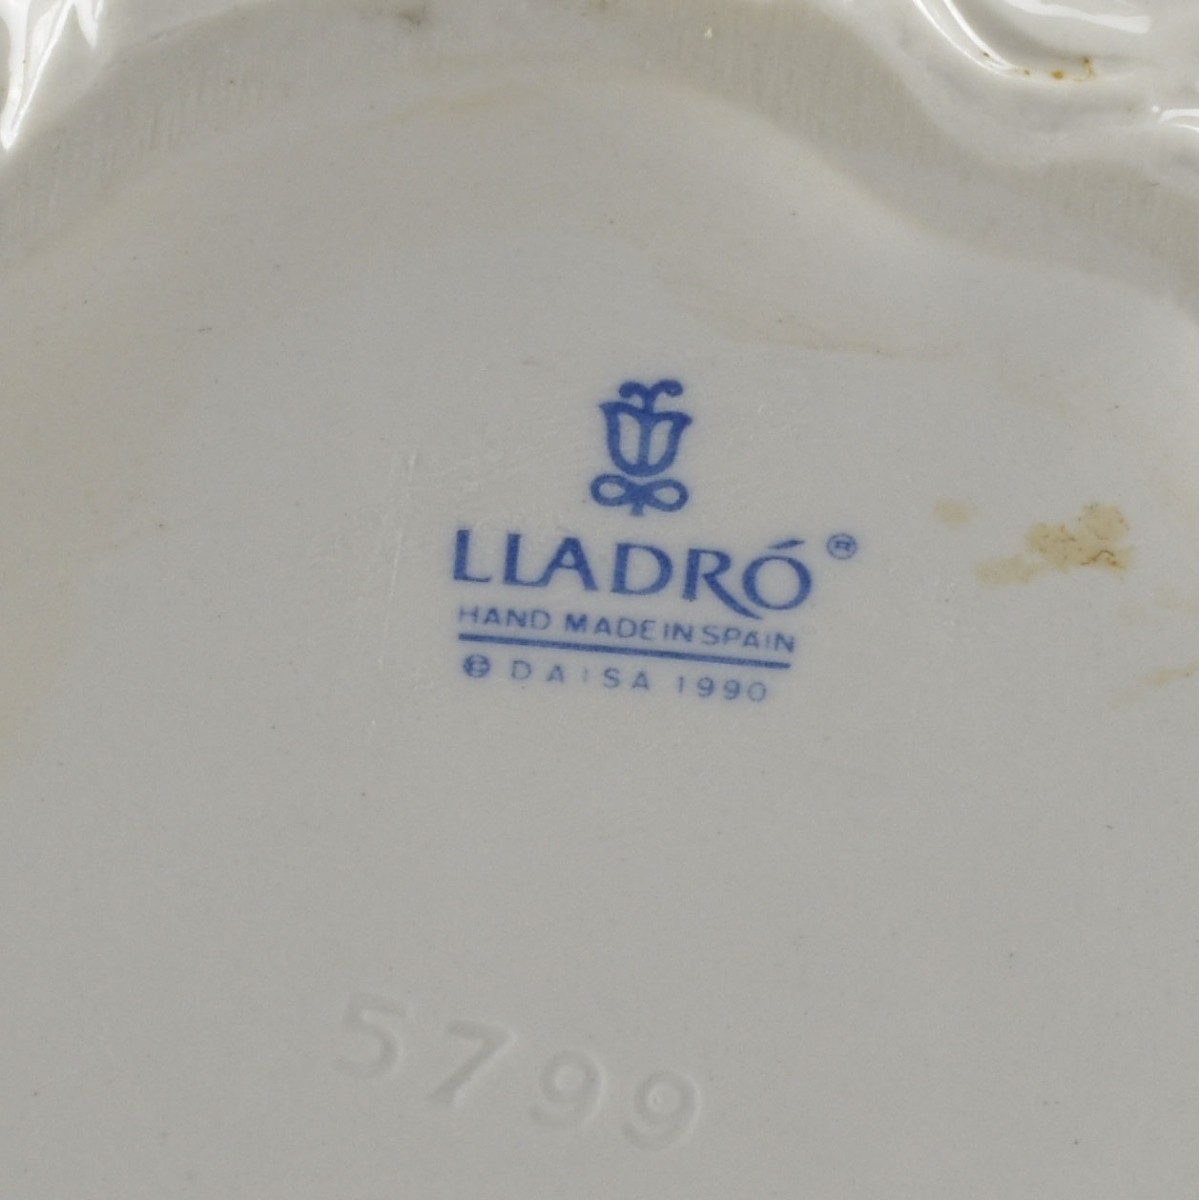 LLADRÓ®
HAND MADE IN SPAIN
© DAISA 1990
5799